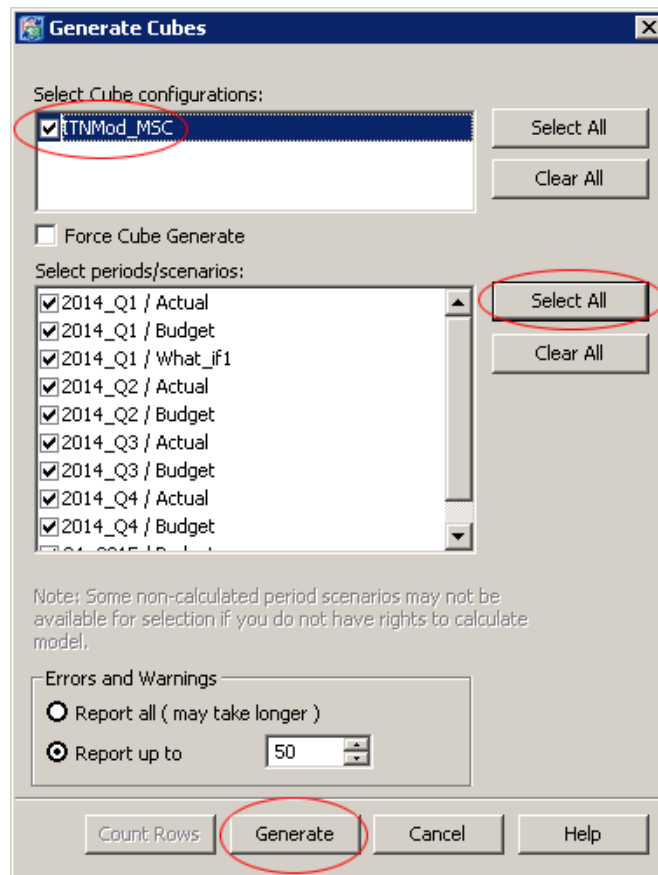 Generate Cubes
Select Cube configurations:
tTNMod_MSC
Select All
Clear All
Force Cube Generate
Select periods/scenarios:
2014_Q1 / Actual
2014_Q1 / Budget
2014_Q1 / What_if1
2014_Q2 / Actual
2014_Q2 / Budget
2014_Q3 / Actual
2014_Q3 / Budget
2014_Q4 / Actual
2014_Q4 / Budget
Select All
Clear All
Note: Some non-calculated period scenarios may not be
available for selection if you do not have rights to calculate
model.
Errors and Warnings
Report all ( may take longer )
Report up to 50
Count Rows Generate Cancel Help